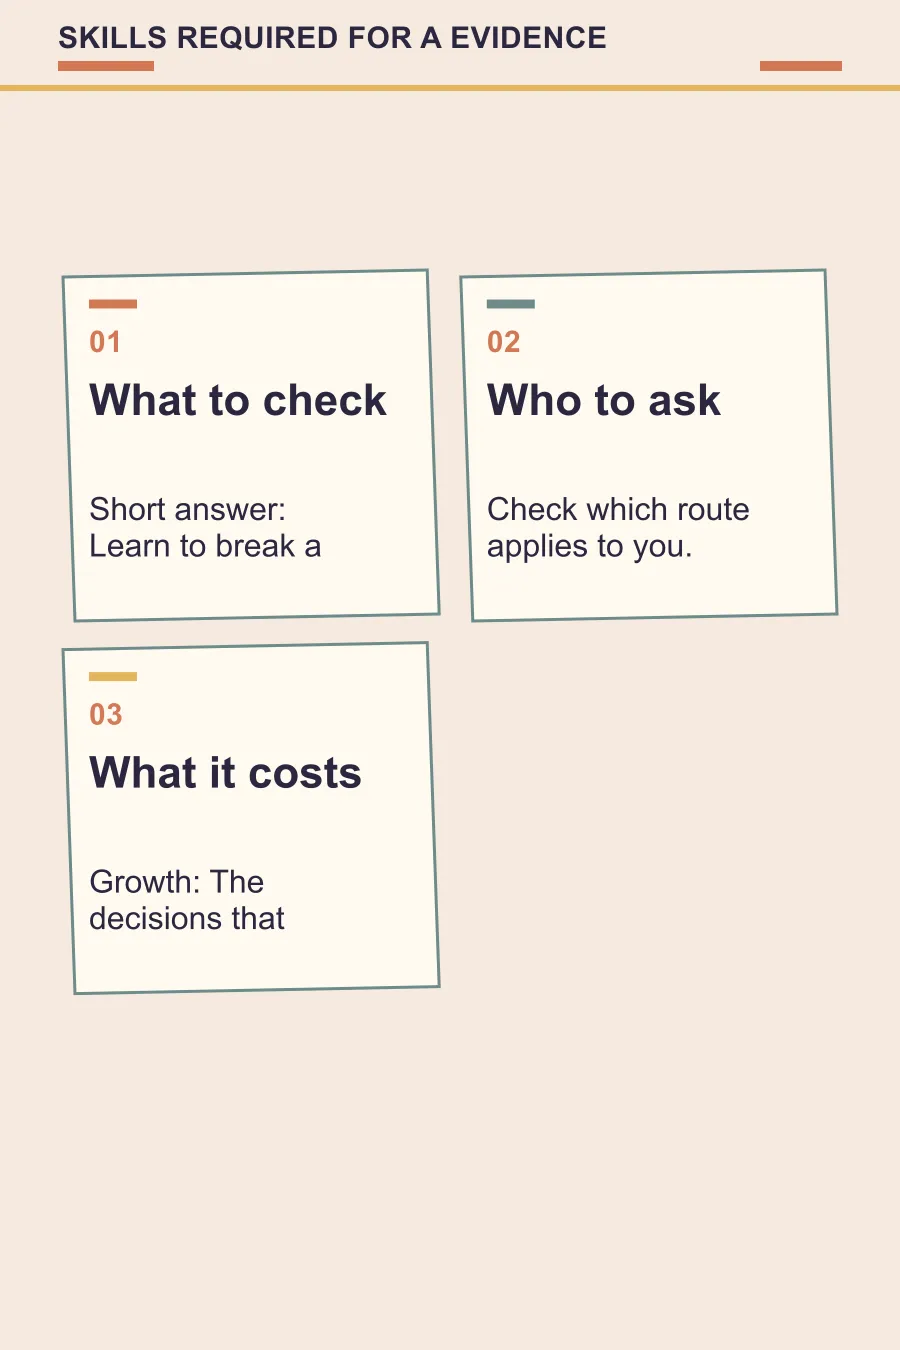 SKILLS REQUIRED FOR A EVIDENCE
01
What to check
Short answer:
Learn to break a
02
Who to ask
Check which route
applies to you.
03
What it costs
Growth: The
decisions that